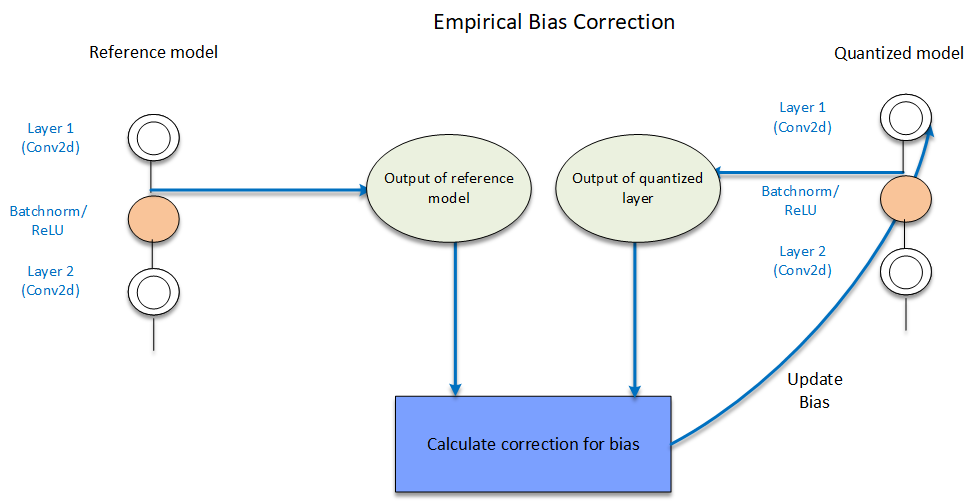 Empirical Bias Correction
Reference model
Quantized model
Layer 1
(Conv2d)
Batchnorm/
ReLU
Layer 2
(Conv2d)
Output of reference
model
Output of quantized
layer
Layer 1
(Conv2d)
Batchnorm/
ReLU
Layer 2
(Conv2d)
Update
Bias
Calculate correction for bias